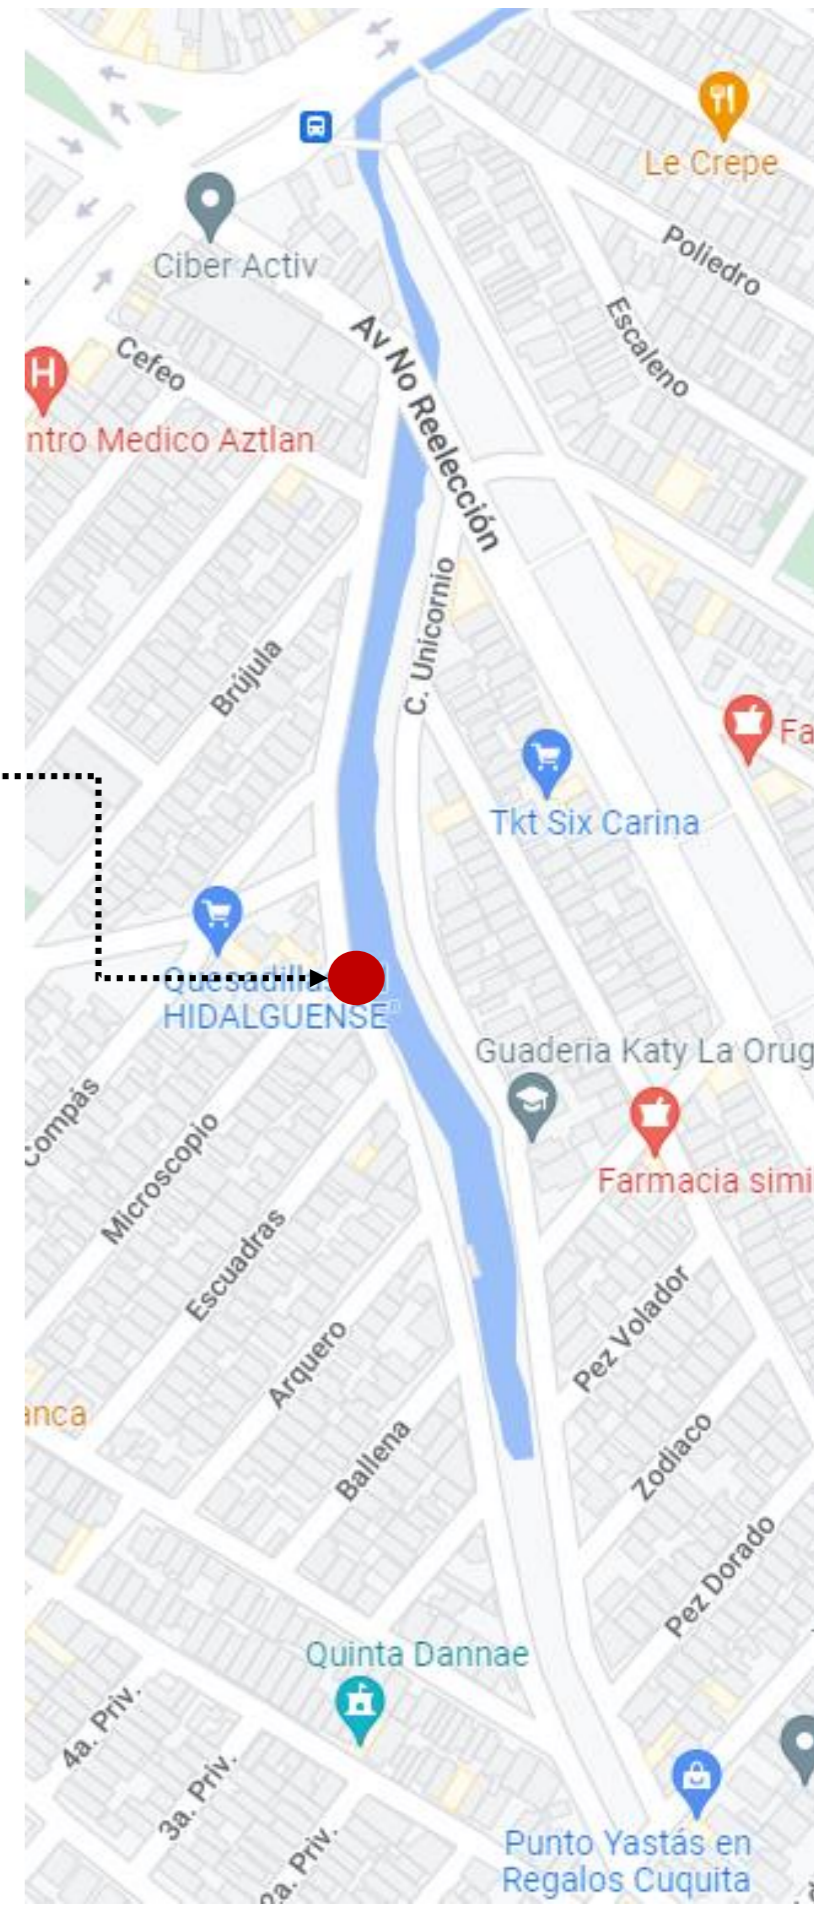 Le Crepe
Poliedro
Ciber Activ
Escaleno
Av No Reelección
Cefeo
ntro Medico Aztlan
C. Unicornio
Brújula
Fa
Tkt Six Carina
HIDALGUENSE
Guaderia Katy La Orug
Compás
Microscopio
Farmacia simi
Escuadras
Pez Volador
Arquero
anca
Ballena
Zodiaco
Pez Dorado
Quinta Dannae
4a. Priv.
3a. Priv.
2a. Priv.
Punto Yastás en
Regalos Cuquita